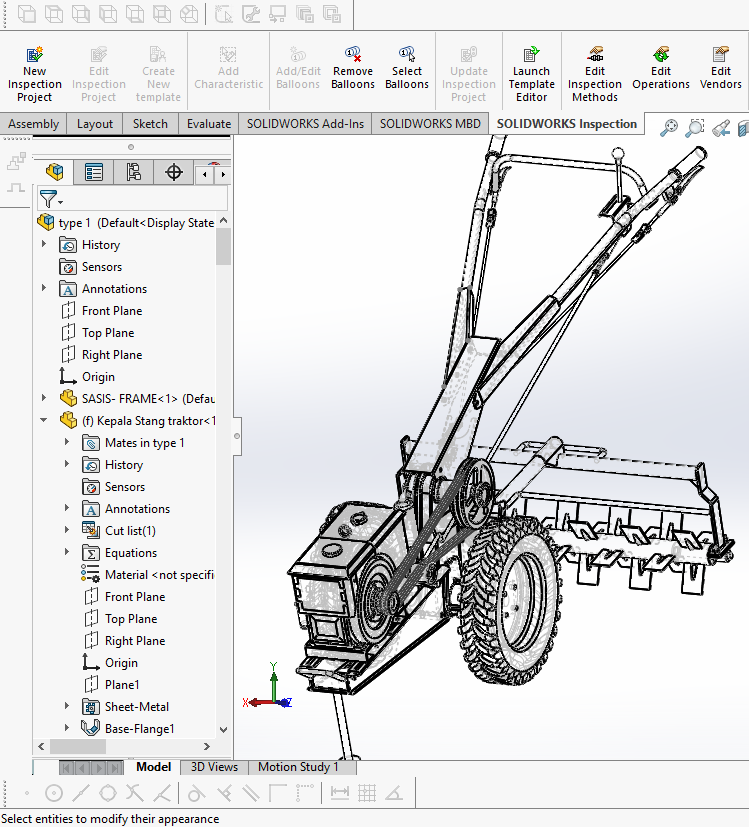 New
Inspection
Project
Edit
Inspection
Project
Create
New
template
Add
Characteristic
Add/Edit
Balloons
Remove
Balloons
Select
Balloons
Update
Inspection
Project
Launch
Template
Editor
Edit
Inspection
Methods
Edit
Operations
Edit
Vendors
Assembly Layout Sketch Evaluate SOLIDWORKS Add-Ins SOLIDWORKS MBD SOLIDWORKS Inspection
type 1 (Default<Display State
History
Sensors
Annotations
Front Plane
Top Plane
Right Plane
Origin
SASIS- FRAME<1> (Defau
(f) Kepala Stang traktor<1
Mates in type 1
History
Sensors
Annotations
Cut list(1)
Equations
Material <not specifi
Front Plane
Top Plane
Right Plane
Origin
Plane1
Sheet-Metal
Base-Flange1
Y
X
Z
Model 3D Views Motion Study 1
Select entities to modify their appearance